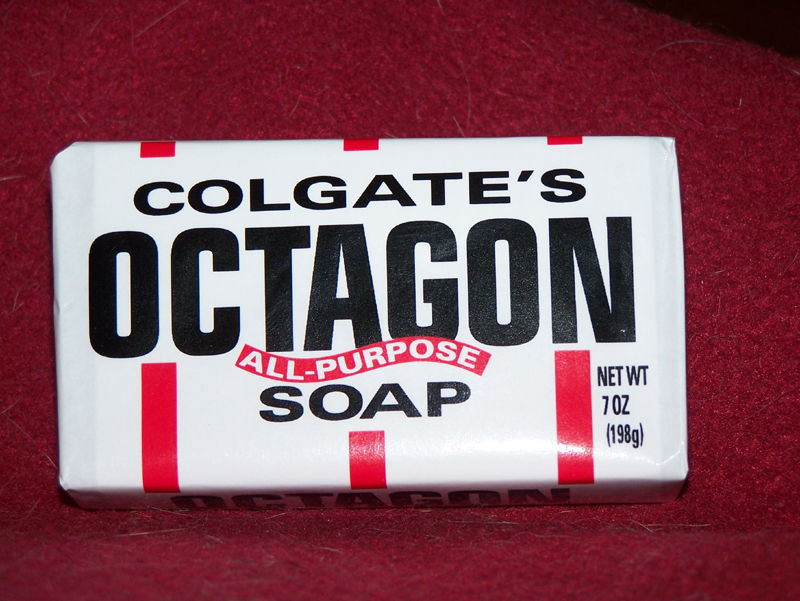 COLGATE'S
OCTAGON
ALL-PURPOSE
SOAP
NET WT
7 OZ
(198g)
OCTAGON